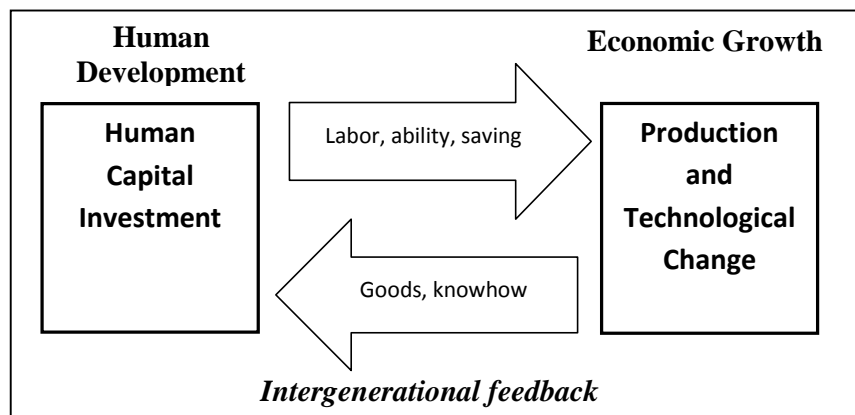 Human
Development
Economic Growth
Human
Capital
Investment
Labor, ability, saving
Production
and
Technological
Change
Goods, knowhow
Intergenerational feedback